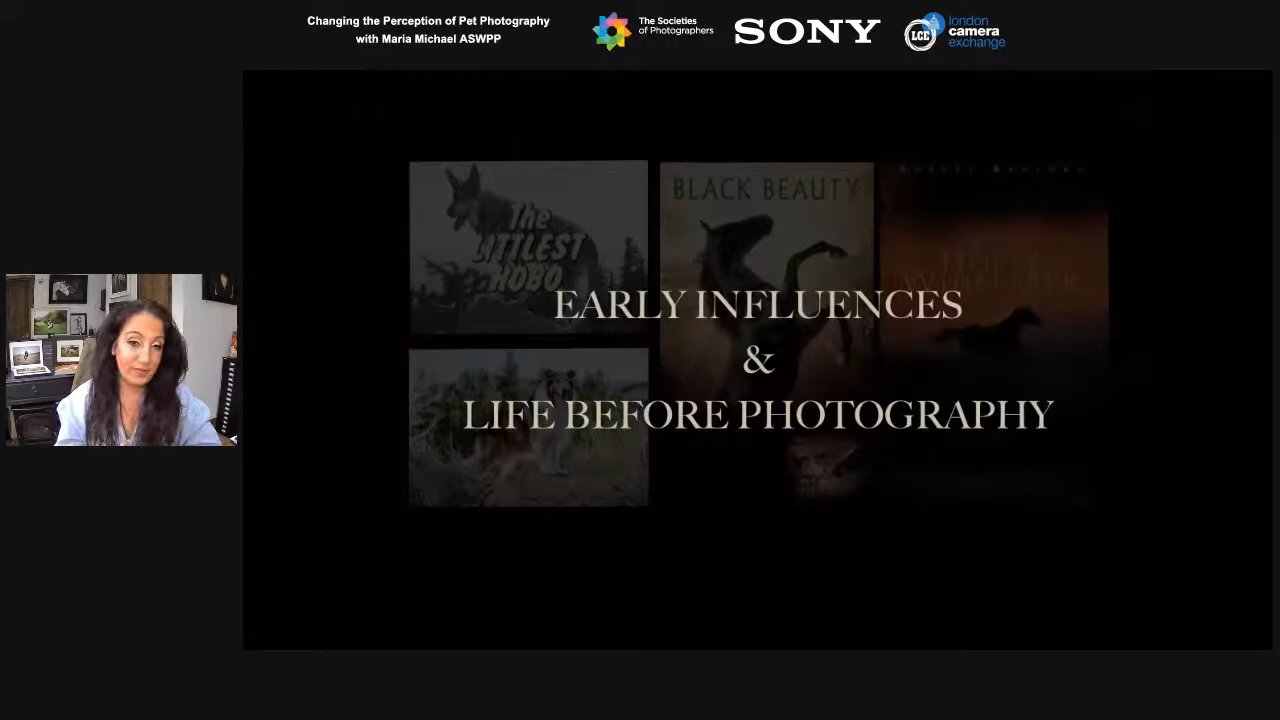 Changing the Perception of Pet Photography
with Maria Michael ASWPP
The Societies
of Photographers
SONY
LCE
london
camera
exchange
The
LITTLEST
HOBO
BLACK BEAUTY
EARLY INFLUENCES
&
LIFE BEFORE PHOTOGRAPHY